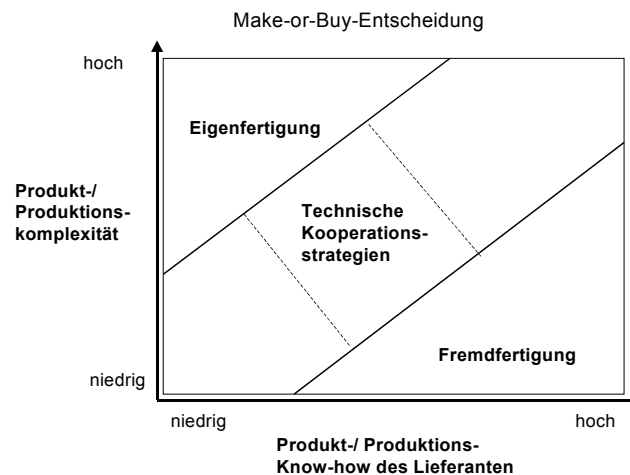 Make-or-Buy-Entscheidung
hoch
Eigenfertigung
Produkt-/
Produktions-
komplexität
Technische
Kooperations-
strategien
Fremdfertigung
niedrig
niedrig
hoch
Produkt-/ Produktions-
Know-how des Lieferanten